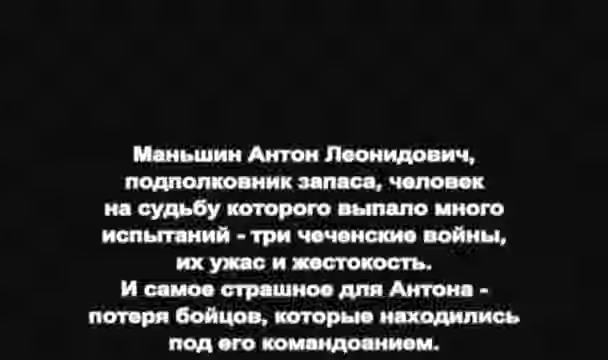 Маньшин Антон Леонидович,
подполковник запаса, человек
на судьбу которого выпало много
испытаний - три чеченские войны,
их ужас и жестокость.
И самое страшное для Антона -
потеря бойцов, которые находились
под его командоанием.